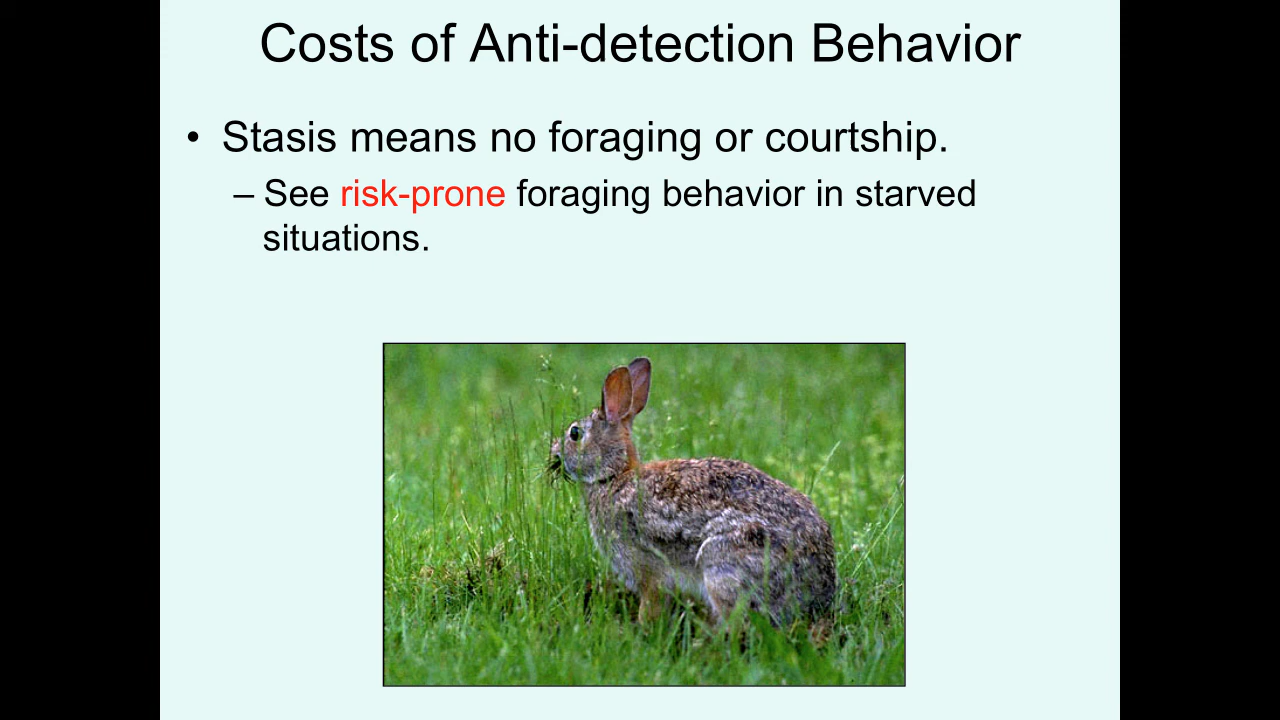 Costs of Anti-detection Behavior
• Stasis means no foraging or courtship.
– See risk-prone foraging behavior in starved
situations.